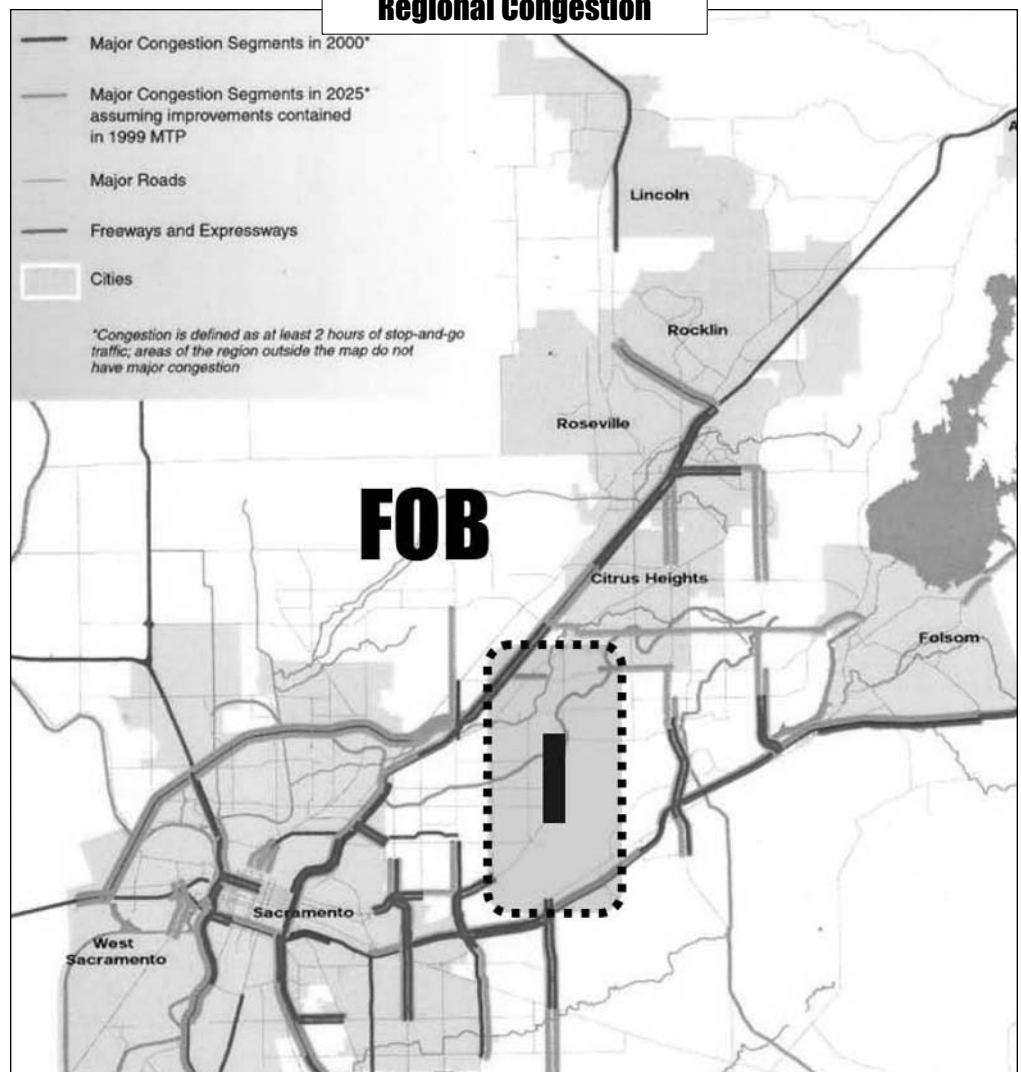 Regional Congestion
Major Congestion Segments in 2000*
Major Congestion Segments in 2025*
assuming improvements contained
in 1999 MTP
Major Roads
Freeways and Expressways
Cities
*Congestion is defined as at least 2 hours of stop-and-go
traffic; areas of the region outside the map do not
have major congestion
A
Lincoln
Rocklin
Roseville
FOB
Citrus Heights
Folsom
I
Sacramento
West
Sacramento